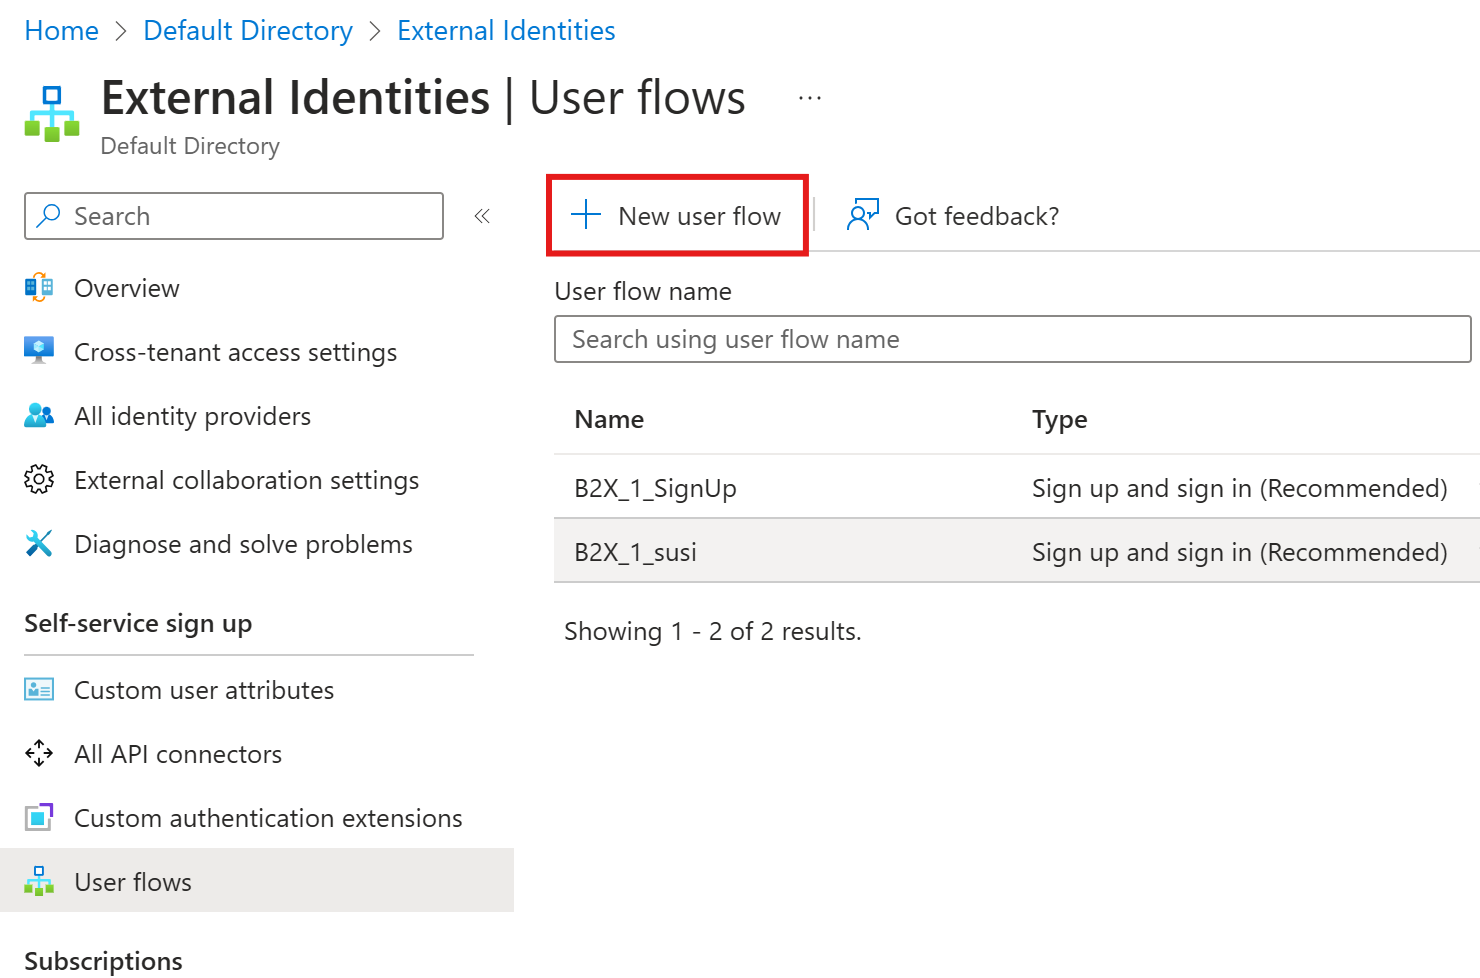 Home > Default Directory > External Identities
External Identities | User flows ...
Default Directory
Search «
Overview
Cross-tenant access settings
All identity providers
External collaboration settings
Diagnose and solve problems
Self-service sign up
Custom user attributes
All API connectors
Custom authentication extensions
User flows
Subscriptions
+ New user flow Got feedback?
User flow name
Search using user flow name
Name Type
B2X_1_SignUp Sign up and sign in (Recommended)
B2X_1_susi Sign up and sign in (Recommended)
Showing 1 - 2 of 2 results.